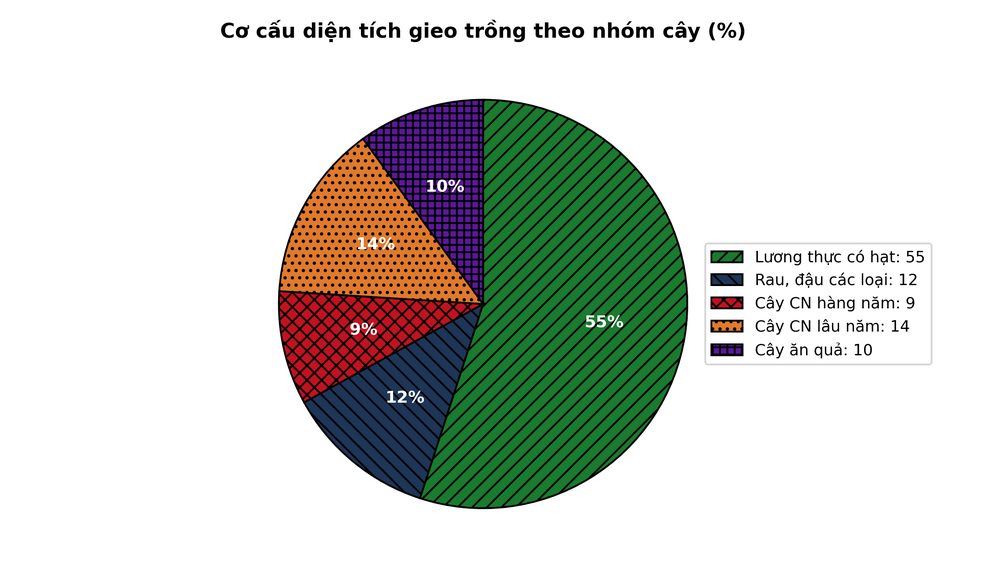 Cơ cấu diện tích gieo trồng theo nhóm cây (%)
10%
14%
55%
9%
12%
Lương thực có hạt: 55
Rau, đậu các loại: 12
Cây CN hàng năm: 9
Cây CN lâu năm: 14
Cây ăn quả: 10